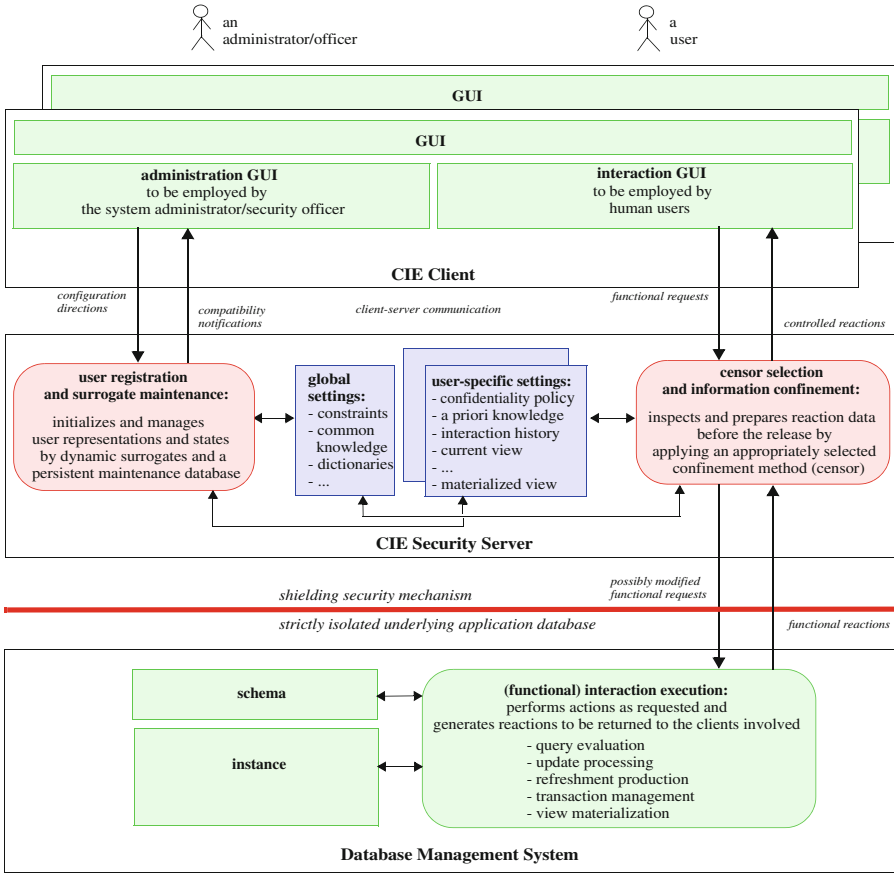 an
administrator/officer
a
user
GUI
GUI
administration GUI
to be employed by
the system administrator/security officer
interaction GUI
to be employed by
human users
CIE Client
configuration
directions
compatibility
notifications
client-server communication
functional requests
controlled reactions
user registration
and surrogate maintenance:
initializes and manages
user representations and states
by dynamic surrogates and a
persistent maintenance database
global
settings:
- constraints
- common
knowledge
- dictionaries
- ...
user-specific settings:
- confidentiality policy
- a priori knowledge
- interaction history
- current view
- ...
- materialized view
censor selection
and information confinement:
inspects and prepares reaction data
before the release by
applying an appropriately selected
confinement method (censor)
CIE Security Server
possibly modified
functional requests
shielding security mechanism
strictly isolated underlying application database
functional reactions
schema
instance
(functional) interaction execution:
performs actions as requested and
generates reactions to be returned to the clients involved
- query evaluation
- update processing
- refreshment production
- transaction management
- view materialization
Database Management System